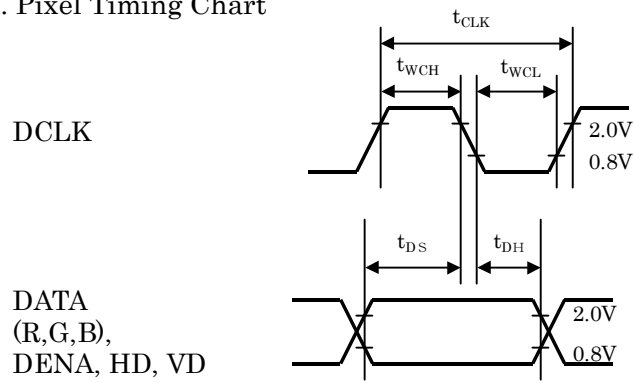 . Pixel Timing Chart
tCLK
tWCH tWCL
DCLK
2.0V
0.8V
tDS tDH
DATA
(R,G,B),
DENA, HD, VD
2.0V
0.8V